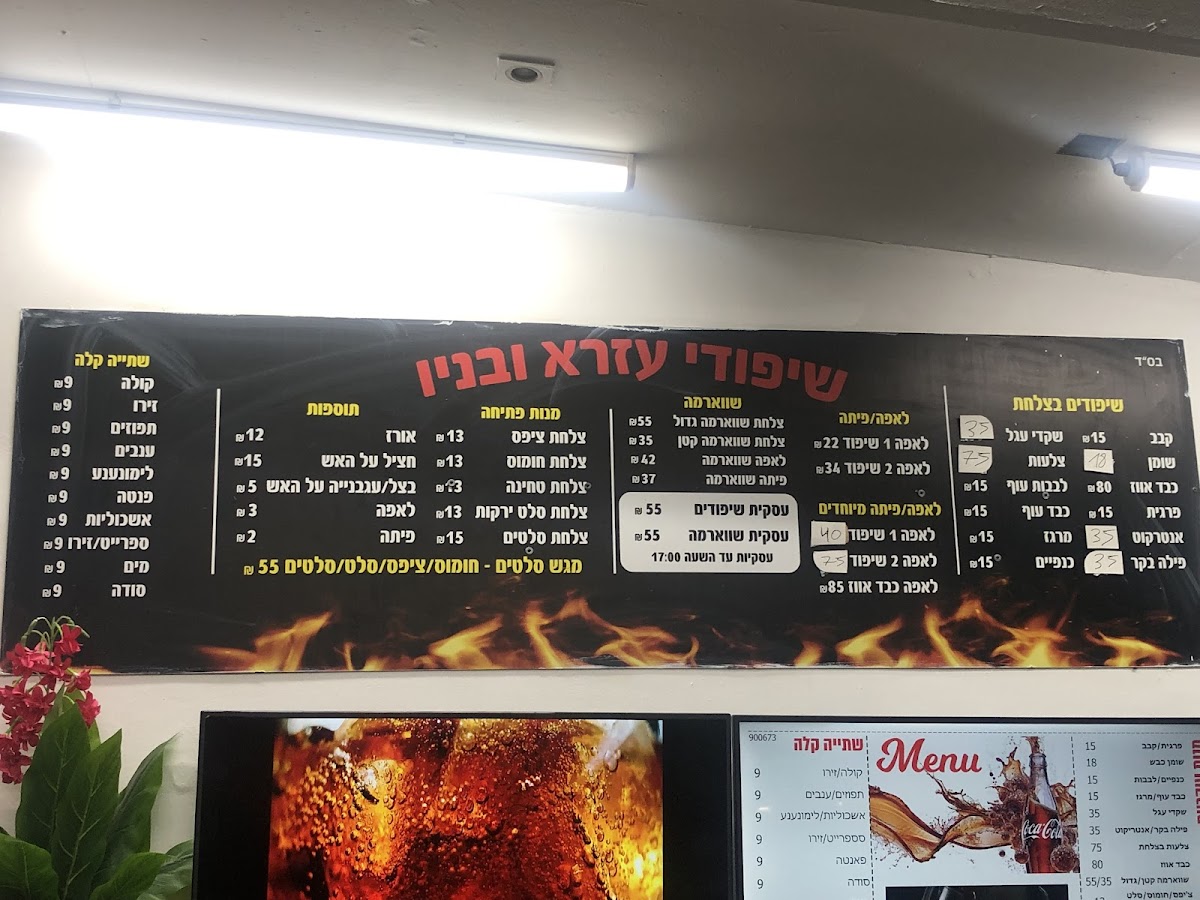 בס"ד
שיפודי עזרא ובנין
שיפודים בצלחת
קבב 15₪
שומן 18
כבד אווז 80₪
פרגית 15₪
אנטרקוט 35
פילה בקר 35
שקדי עגל 35
צלעות 75
לבבות עוף 15₪
כבד עוף 15₪
מרגז 15₪
כנפיים 15₪
לאפה/פיתה
לאפה 1 שיפוד 22₪
לאפה 2 שיפוד 34₪
לאפה/פיתה מיוחדים
לאפה 1 שיפוד 40
לאפה 2 שיפוד 75
לאפה כבד אווז 85₪
שווארמה
צלחת שווארמה גדול 55₪
צלחת שווארמה קטן 35₪
לאפה שווארמה 42₪
פיתה שווארמה 37₪
עסקית שיפודים 55₪
עסקית שווארמה 55₪
עסקיות עד השעה 17:00
מנות פתיחה
צלחת ציפס 13₪
צלחת חומוס 13₪
צלחת טחינה 13₪
צלחת סלט ירקות 13₪
צלחת סלטים 15₪
תוספות
אורז 12₪
חציל על האש 15₪
בצל/עגבנייה על האש 5₪
לאפה 3₪
פיתה 2₪
מגש סלטים - חומוס/ציפס/סלט/סלטים 55₪
שתייה קלה
קולה 9₪
זירו 9₪
תפוזים 9₪
ענבים 9₪
לימונענע 9₪
פנטה 9₪
אשכוליות 9₪
ספרייט/זירו 9₪
מים 9₪
סודה 9₪
פרגית/קבב 15
שומן כבש 18
כנפיים/לבבות 15
כבד עוף/מרגז 15
שקדי עגל 35
פילה בקר/אנטריקוט 35
צלעות בצלחת 75
כבד אווז 80
שווארמה קטן/גדול 55/35
צ'יפס/חומוס/סלט
Menu
Coca-Cola
900673
שתייה קלה
קולה/זירו 9
תפוזים/ענבים 9
אשכוליות/לימונענע 9
סספרייט/זירו 9
פאנטה 9
סודה 9